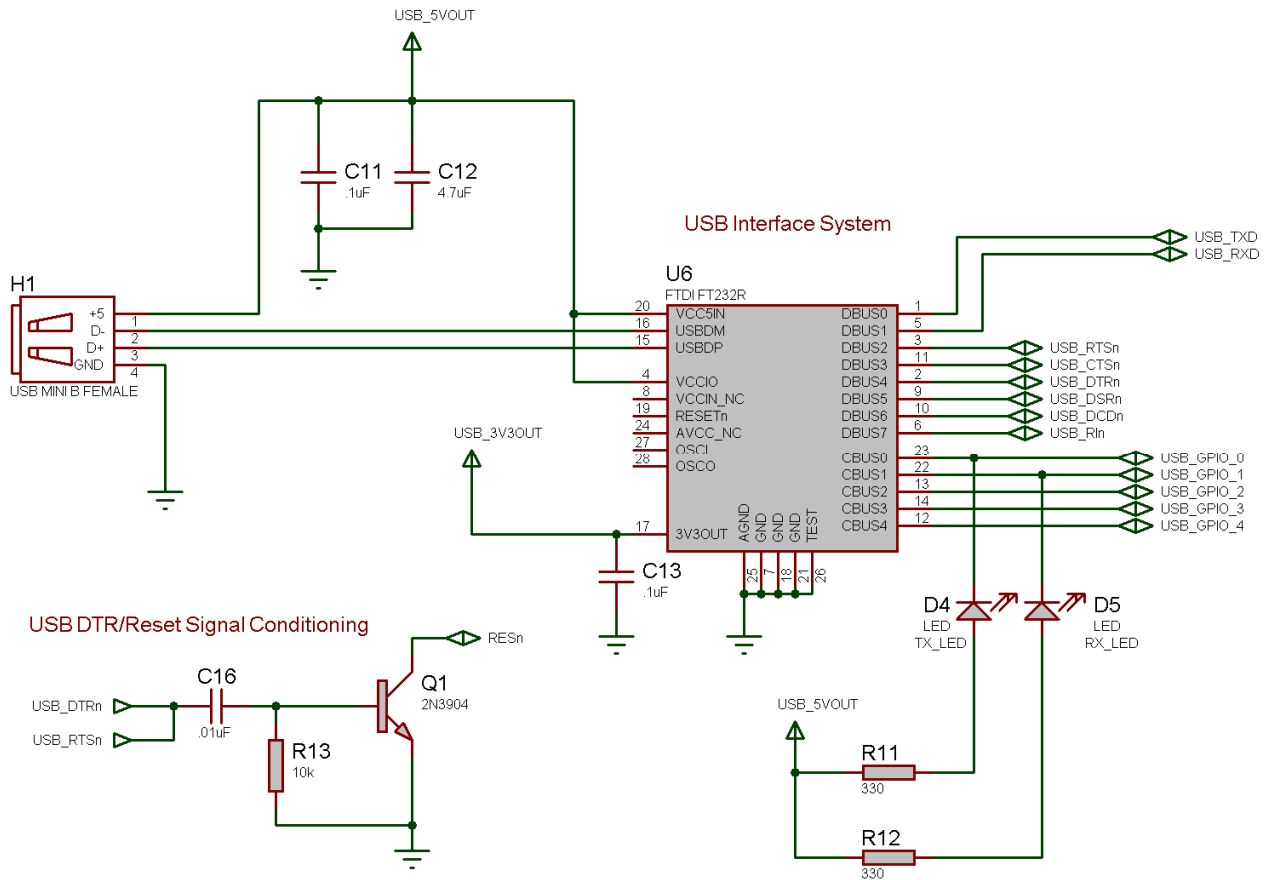 USB_5VOUT
C11
.1uF
C12
4.7uF
USB Interface System
USB_TXD
USB_RXD
H1
+5
D-
D+
GND
1
2
3
4
USB MINI B FEMALE
U6
FTDI FT232R
20
16
15
4
8
19
24
27
28
17
VCC5IN
USBDM
USBDP
VCCIO
VCCIN_NC
RESETn
AVCC_NC
OSCI
OSCO
3V3OUT
DBUS0
DBUS1
DBUS2
DBUS3
DBUS4
DBUS5
DBUS6
DBUS7
CBUS0
CBUS1
CBUS2
CBUS3
CBUS4
1
5
3
11
2
9
10
6
23
22
13
14
12
USB_RTSn
USB_CTSn
USB_DTRn
USB_DSRn
USB_DCDn
USB_RIn
USB_GPIO_0
USB_GPIO_1
USB_GPIO_2
USB_GPIO_3
USB_GPIO_4
AGND
GND
GND
GND
TEST
25
7
18
21
26
USB_3V3OUT
C13
.1uF
D4
LED
TX_LED
D5
LED
RX_LED
USB DTR/Reset Signal Conditioning
RESn
C16
.01uF
Q1
2N3904
USB_DTRn
USB_RTSn
R13
10k
USB_5VOUT
R11
330
R12
330